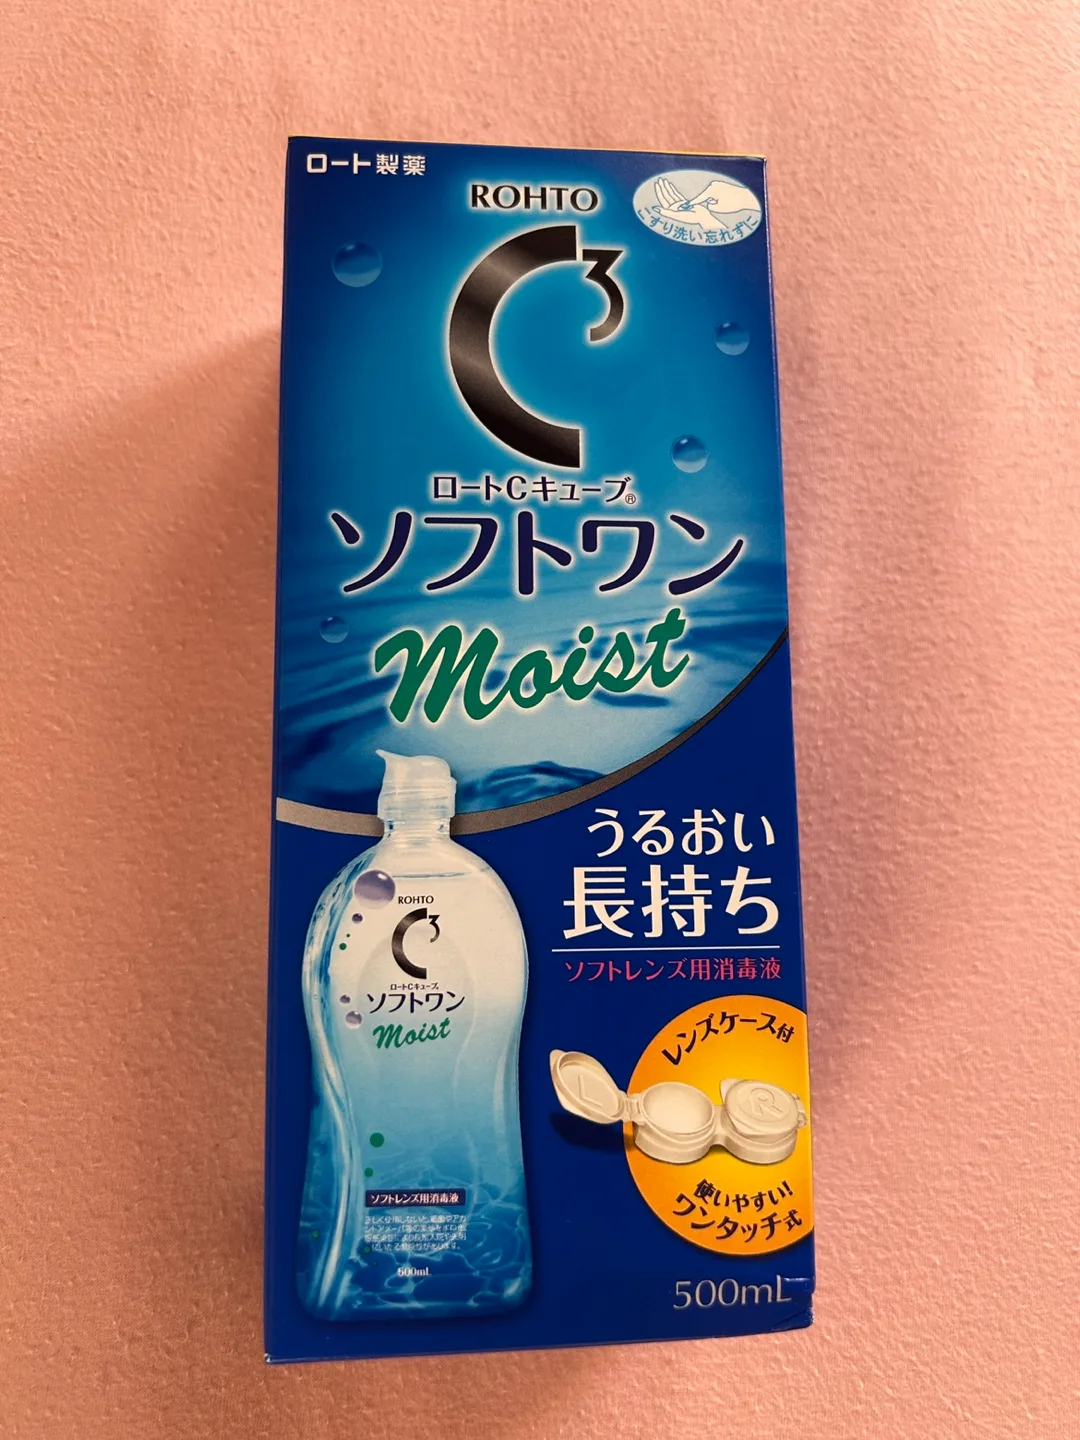 ロート製薬
ROHTO
C3
こすり洗い忘れずに
ロートCキューブ®
ソフトワン
moist
うるおい
長持ち
ソフトレンズ用消毒液
レンズケース付
L
R
使いやすい!
ワンタッチ式
500mL
ROHTO
C3
ロートCキューブ®
ソフトワン
moist
ソフトレンズ用消毒液
500mL